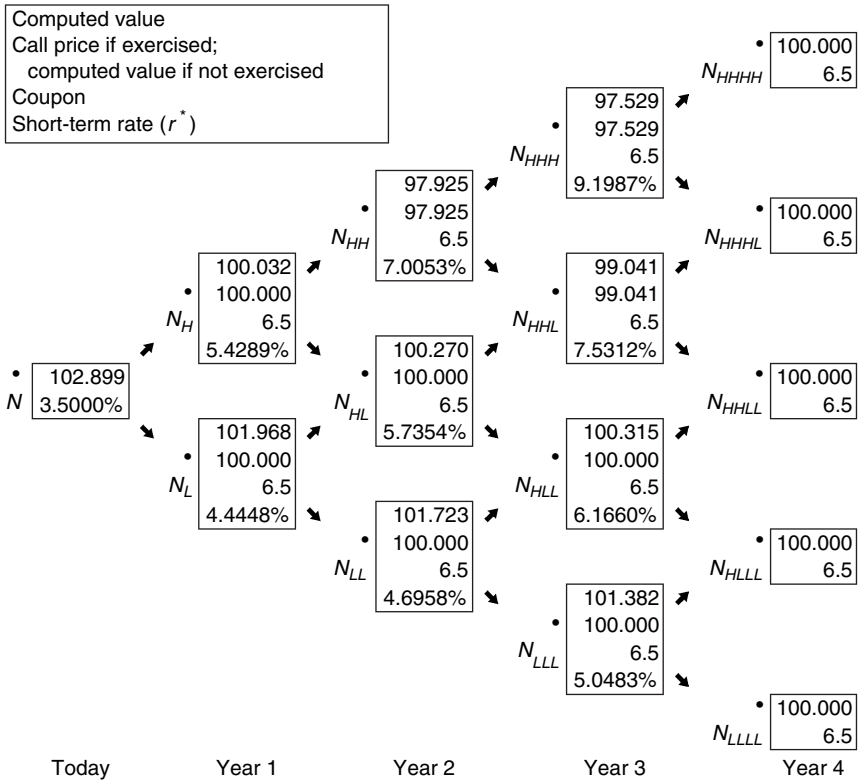 Computed value
Call price if exercised;
computed value if not exercised
Coupon
Short-term rate (r*)
• 100.000
N_HHHH 6.5
97.529
• 97.529
N_HHH 6.5
9.1987%
97.925
• 97.925
N_HH 6.5
7.0053%
• 100.000
N_HHHL 6.5
100.032
• 100.000
N_H 6.5
5.4289%
99.041
• 99.041
N_HHL 6.5
7.5312%
• 102.899
N 3.5000%
100.270
• 100.000
N_HL 6.5
5.7354%
• 100.000
N_HHLL 6.5
101.968
• 100.000
N_L 6.5
4.4448%
100.315
• 100.000
N_HLL 6.5
6.1660%
101.723
• 100.000
N_LL 6.5
4.6958%
• 100.000
N_HLLL 6.5
101.382
• 100.000
N_LLL 6.5
5.0483%
• 100.000
N_LLLL 6.5
Today Year 1 Year 2 Year 3 Year 4